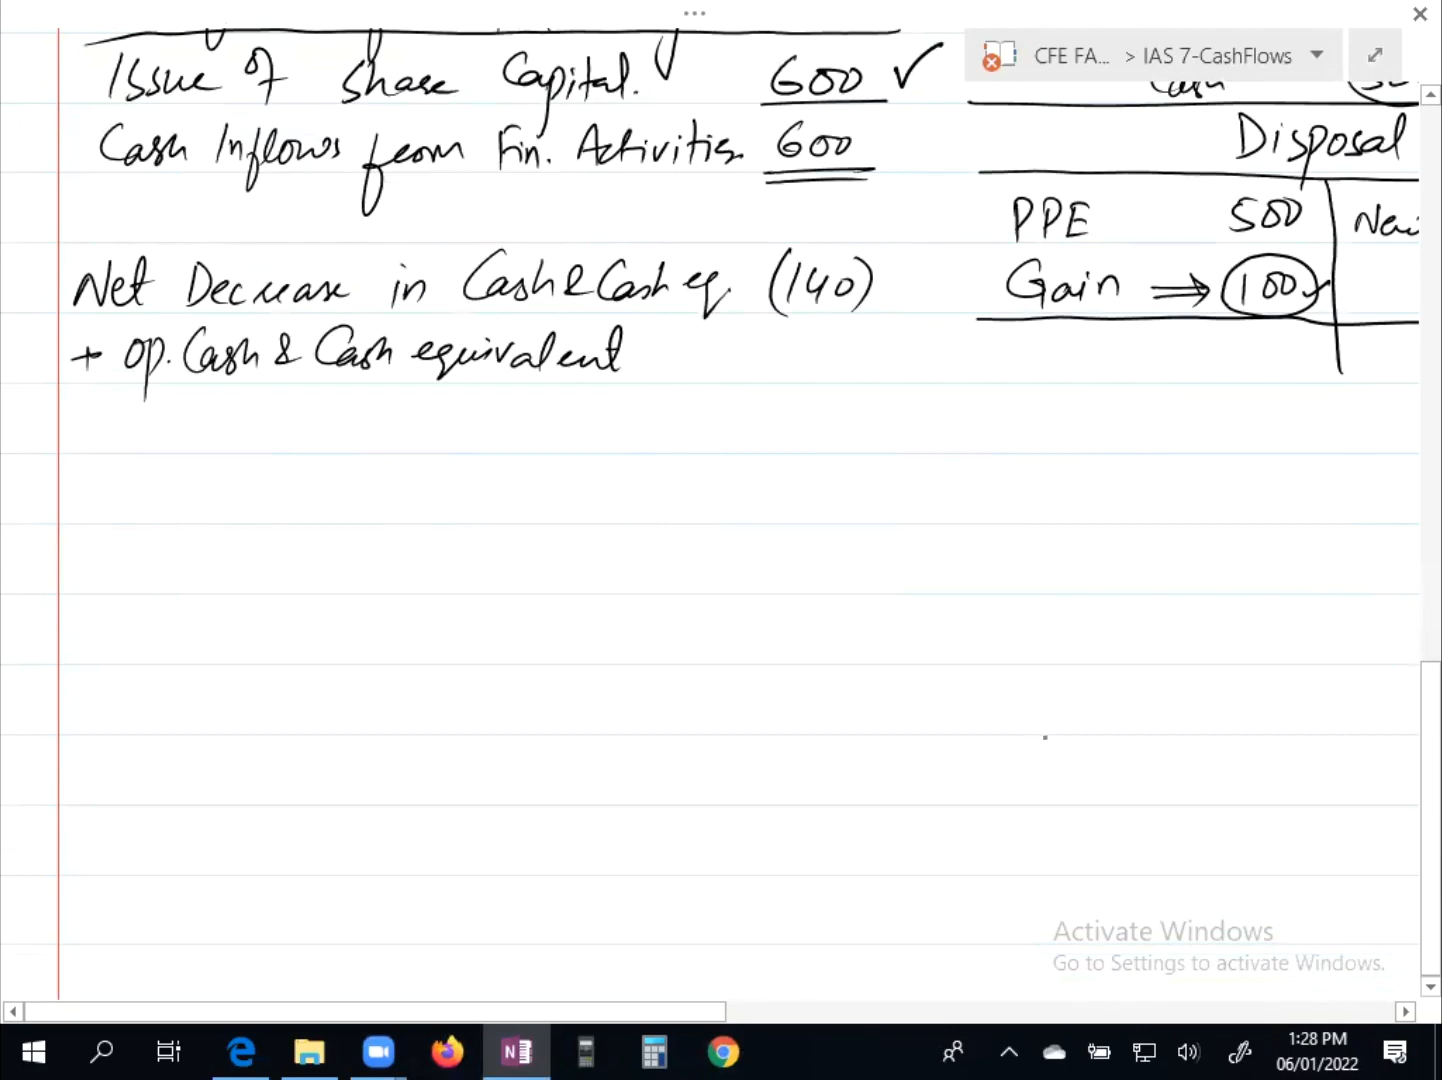 CFE FA... > IAS 7-CashFlows
Issue of Share Capital. 600 ✓
Cash Inflows from Fin. Activities 600
Net Decrease in Cash & Cash eq. (140)
+ op. Cash & Cash equivalent
Cash
Disposal
PPE 500
Gain ⇒ 100
Activate Windows
Go to Settings to activate Windows.
1:28 PM
06/01/2022